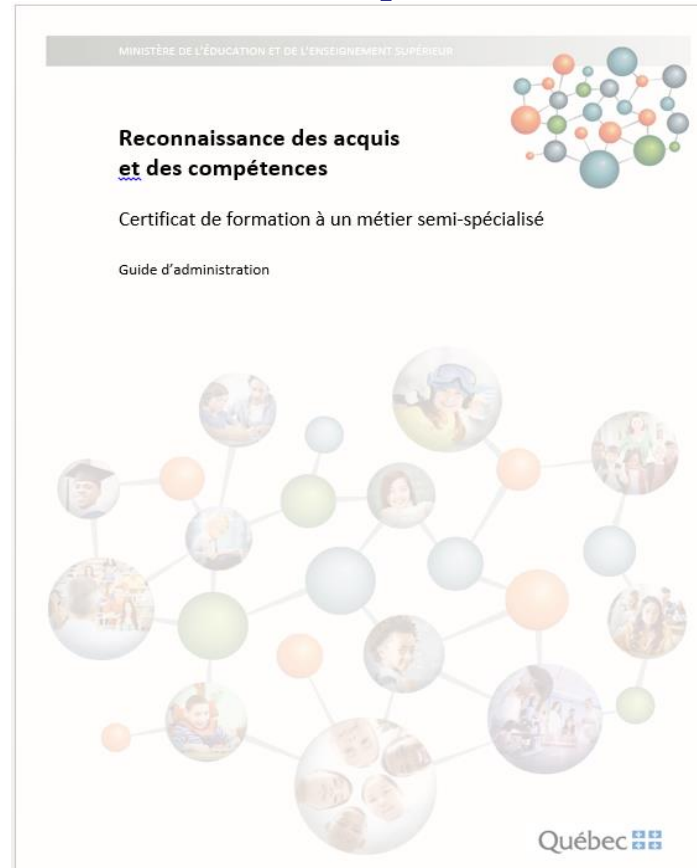 MINISTÈRE DE L'ÉDUCATION ET DE L'ENSEIGNEMENT SUPÉRIEUR
Reconnaissance des acquis
et des compétences
Certificat de formation à un métier semi-spécialisé
Guide d'administration
Québec